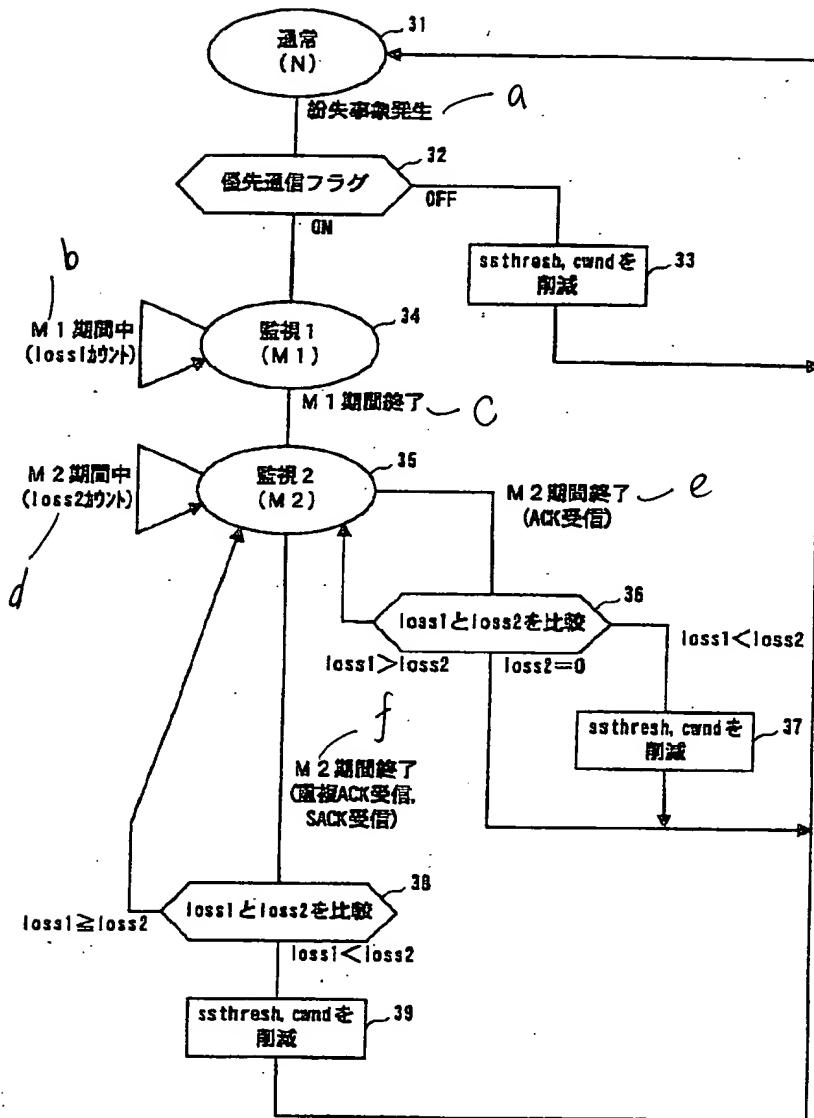 31
通常
(N)
紛失事象発生
a
32
優先通信フラグ
OFF
ON
ssthresh, cwndを
削減
33
b
M1期間中
(loss1カウント)
監視1
(M1)
34
M1期間終了
C
M2期間中
(loss2カウント)
d
監視2
(M2)
35
M2期間終了
(ACK受信)
e
36
loss1とloss2を比較
loss1>loss2
loss2=0
loss1<loss2
ssthresh, cwndを
削減
37
f
M2期間終了
(重複ACK受信,
SACK受信)
38
loss1とloss2を比較
loss1≧loss2
loss1<loss2
ssthresh, cwndを
削減
39